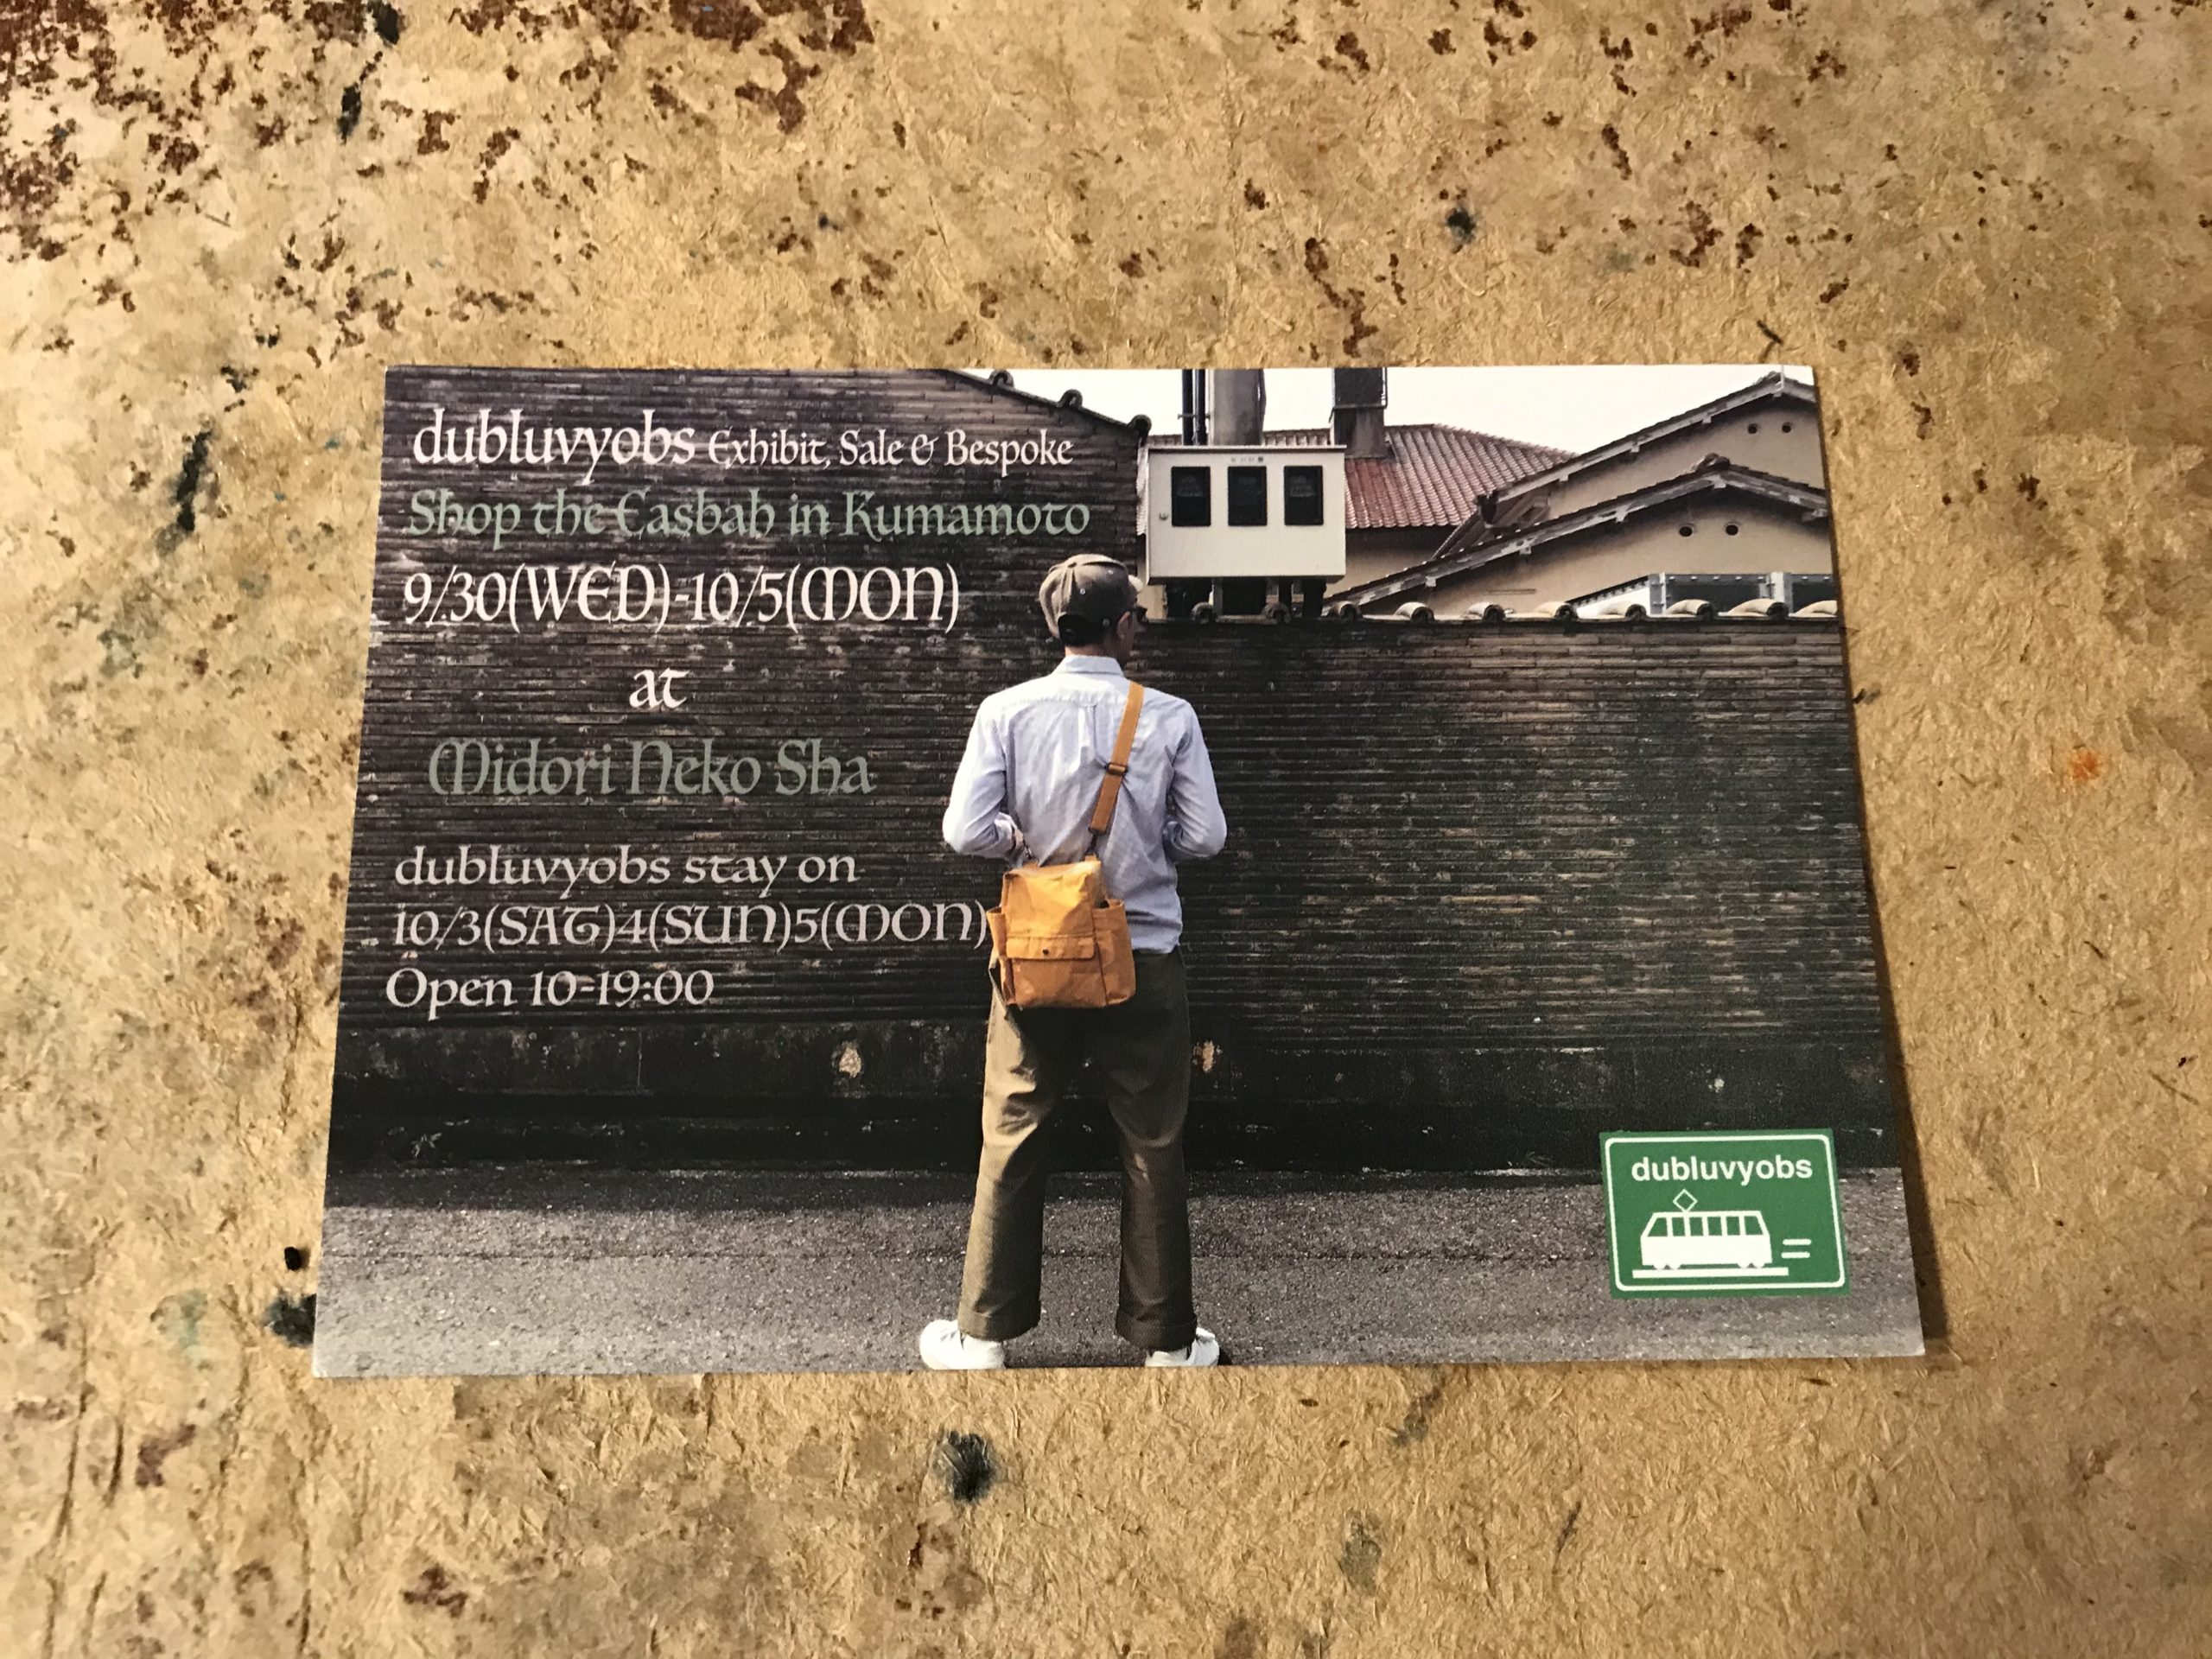 dubluvyobs Exhibit, Sale & Bespoke
Shop the Casbah in Kumamoto
9/30(WED)-10/5(MON)
at
Midori Neko Sha
dubluvyobs stay on
10/3(SAT)4(SUN)5(MON)
Open 10-19:00
dubluvyobs